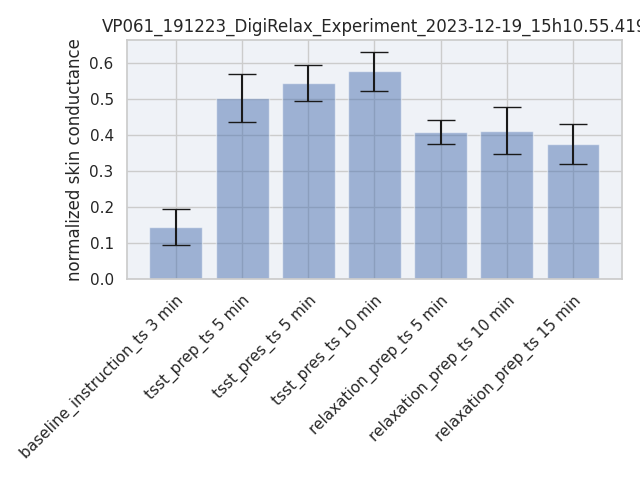 VP061_191223_DigiRelax_Experiment_2023-12-19_15h10.55.419
normalized skin conductance
0.6
0.5
0.4
0.3
0.2
0.1
0.0
baseline_instruction_ts 3 min
tsst_prep_ts 5 min
tsst_pres_ts 5 min
tsst_pres_ts 10 min
relaxation_prep_ts 5 min
relaxation_prep_ts 10 min
relaxation_prep_ts 15 min